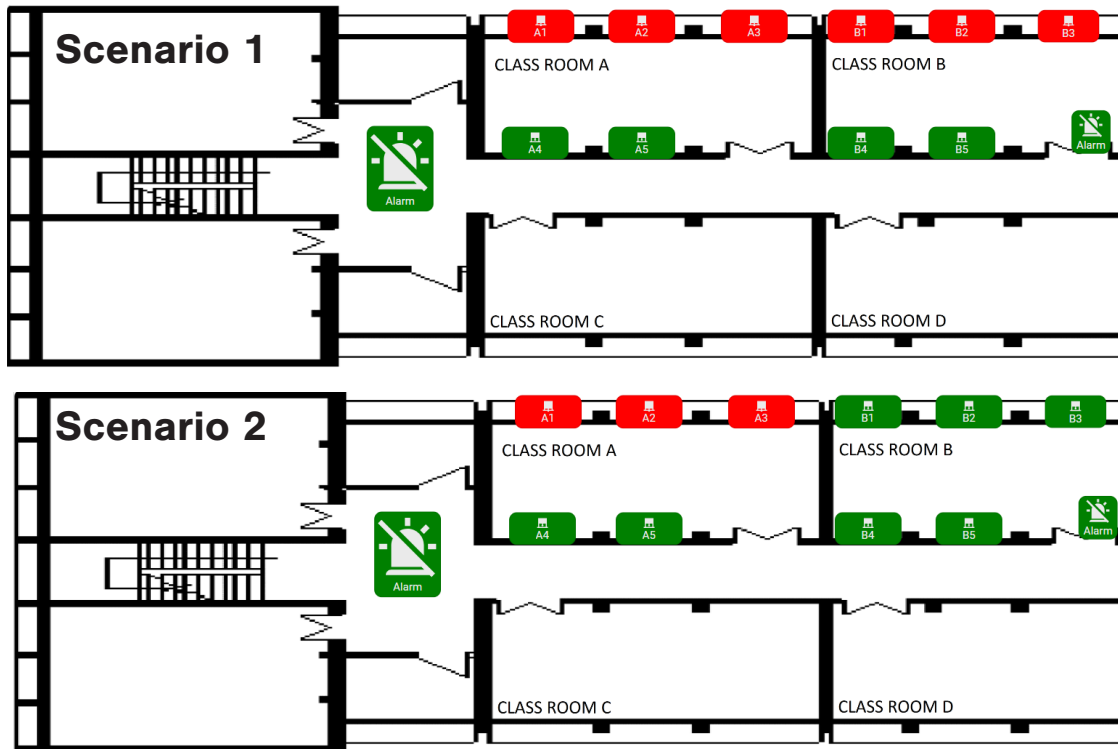 Scenario 1
A1
A2
A3
B1
B2
B3
CLASS ROOM A
CLASS ROOM B
A4
A5
B4
B5
Alarm
Alarm
CLASS ROOM C
CLASS ROOM D
Scenario 2
A1
A2
A3
B1
B2
B3
CLASS ROOM A
CLASS ROOM B
A4
A5
B4
B5
Alarm
Alarm
CLASS ROOM C
CLASS ROOM D